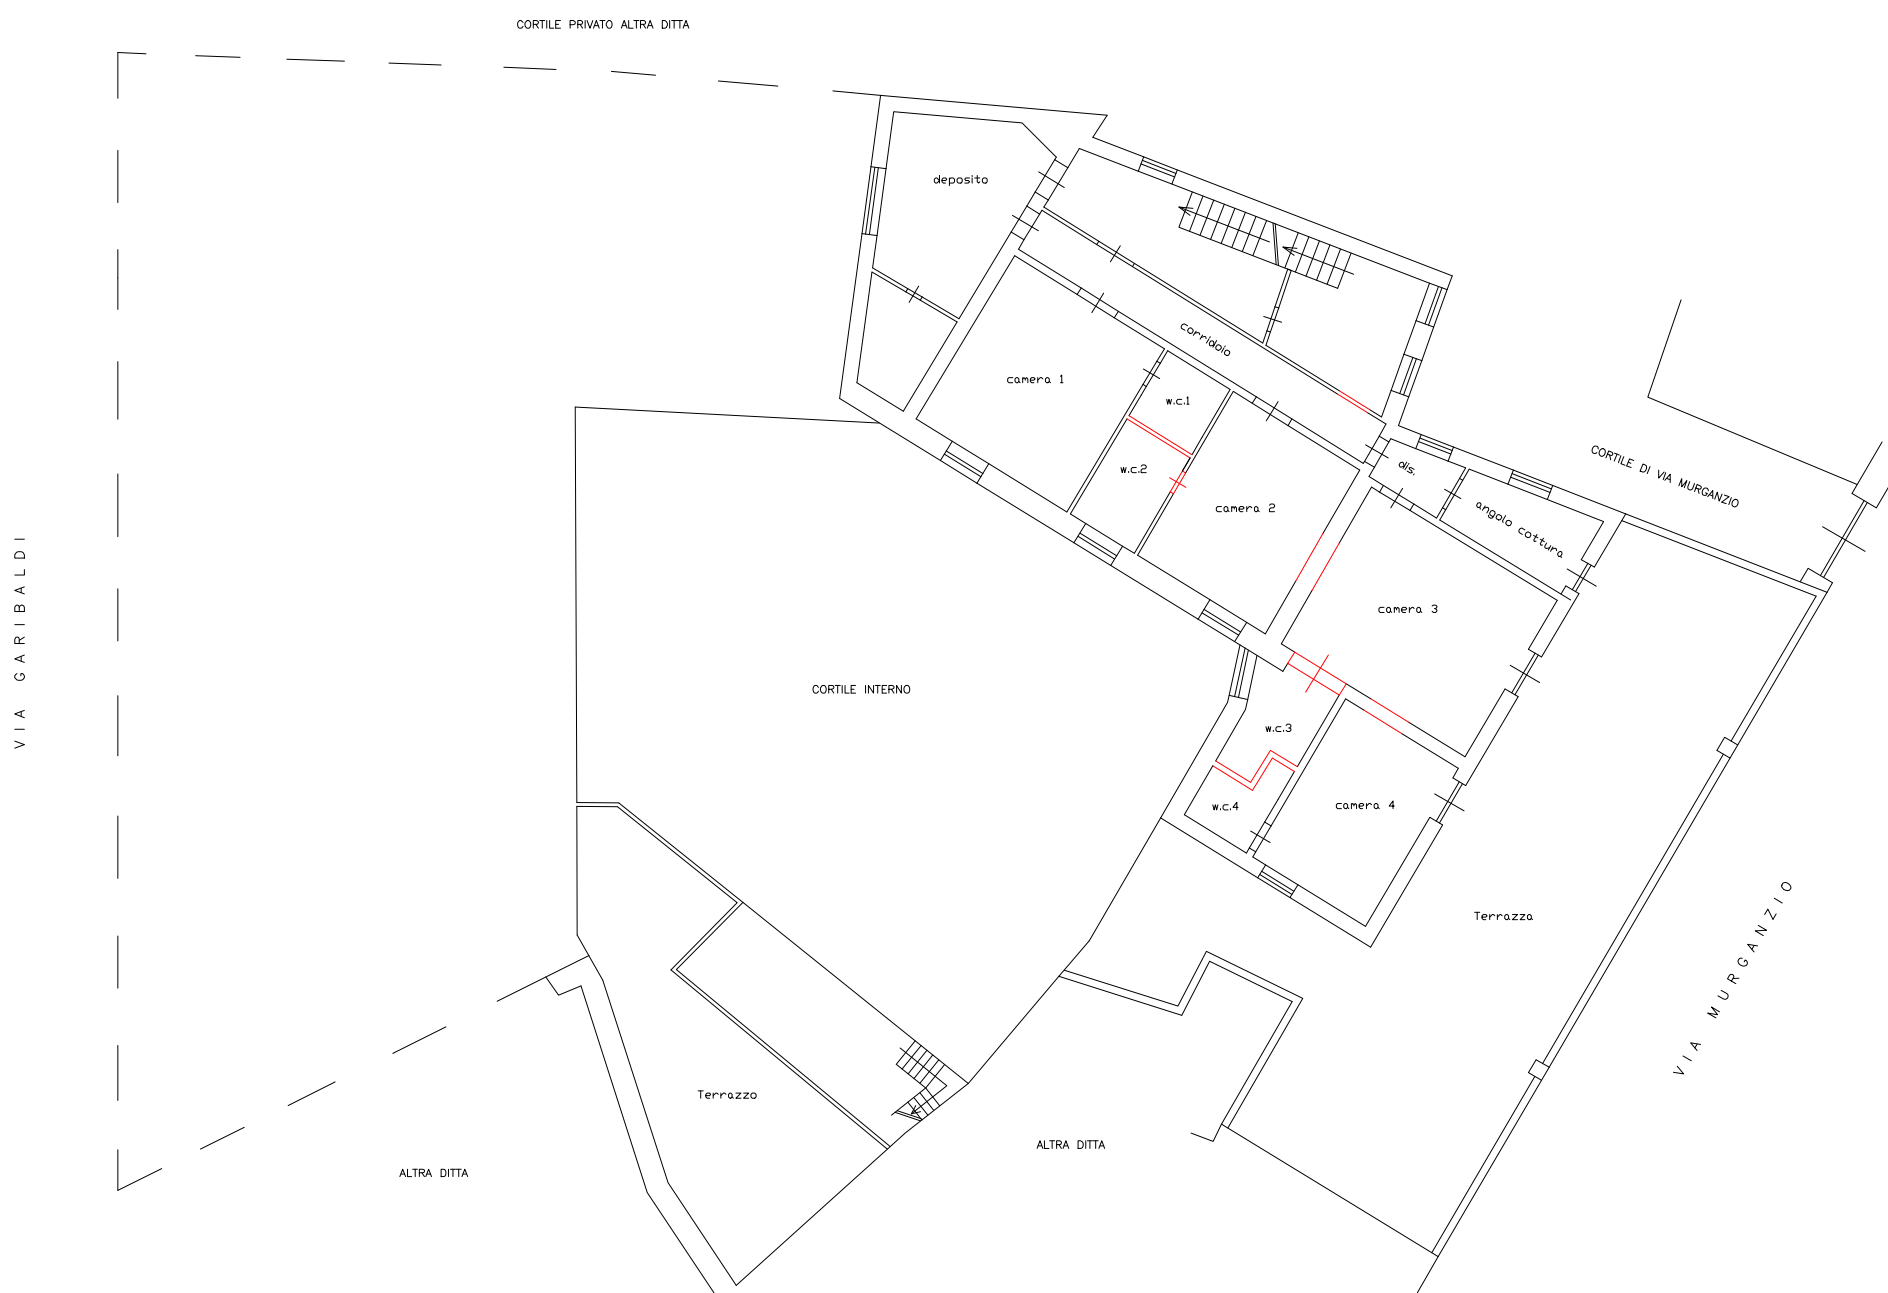 CORTILE PRIVATO ALTRA DITTA
deposito
corridoio
camera 1
w.c.1
w.c.2
dis.
CORTILE DI VIA MURGANZIO
camera 2
angolo cottura
VIA GARIBALDI
camera 3
CORTILE INTERNO
w.c.3
w.c.4
camera 4
Terrazza
VIA MURGANZIO
Terrazzo
ALTRA DITTA
ALTRA DITTA